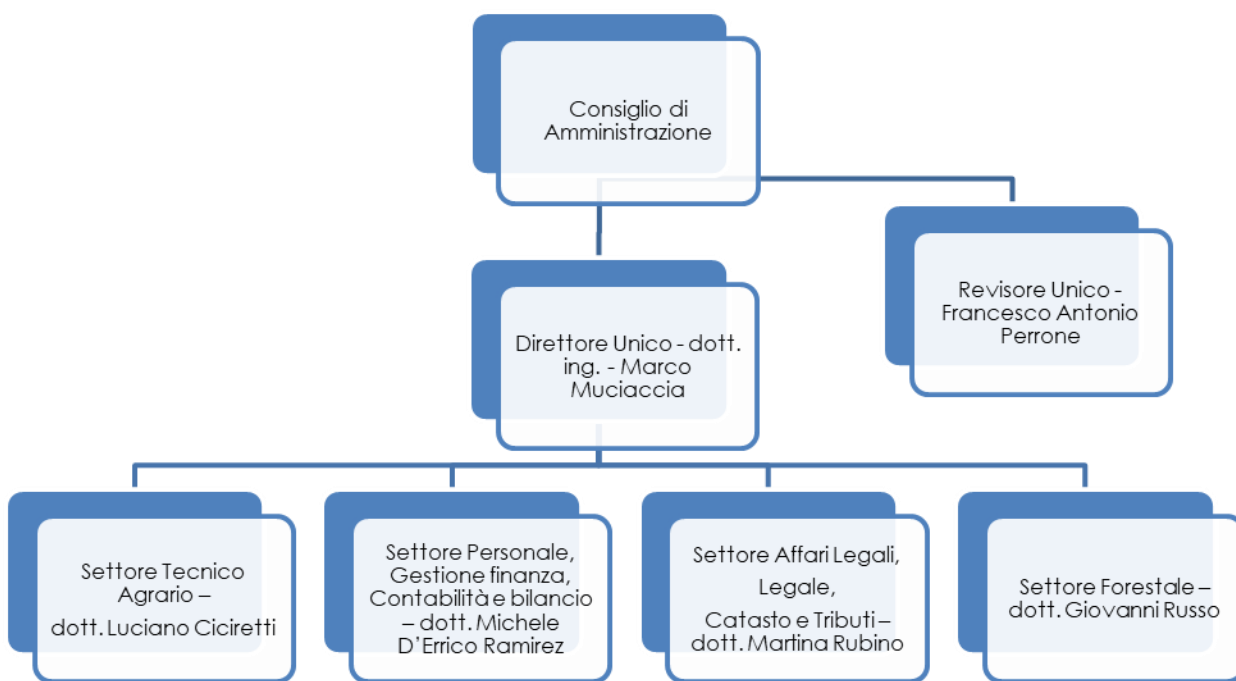 Consiglio di
Amministrazione
Revisore Unico -
Francesco Antonio
Perrone
Direttore Unico - dott.
ing. - Marco
Muciaccia
Settore Tecnico
Agrario –
dott. Luciano Ciciretti
Settore Personale,
Gestione finanza,
Contabilità e bilancio
– dott. Michele
D’Errico Ramirez
Settore Affari Legali,
Legale,
Catasto e Tributi –
dott. Martina Rubino
Settore Forestale –
dott. Giovanni Russo